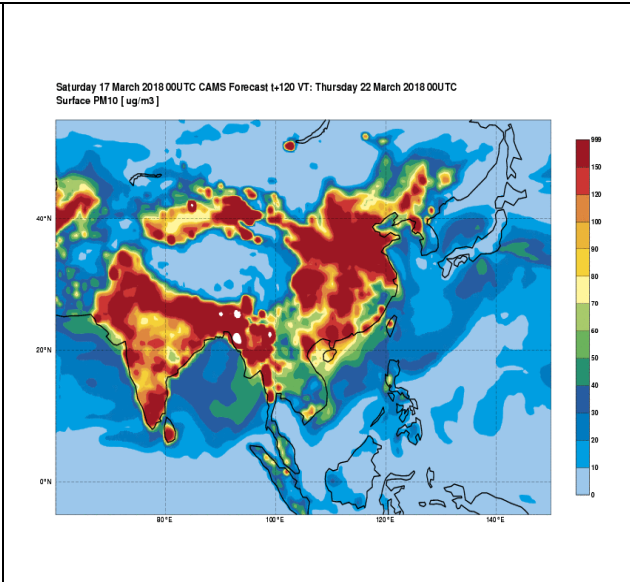 Saturday 17 March 2018 00UTC CAMS Forecast t+120 VT: Thursday 22 March 2018 00UTC
Surface PM10 [ ug/m3 ]
999
150
120
100
90
80
70
60
50
40
30
20
10
0
40°N
20°N
0°N
80°E
100°E
120°E
140°E